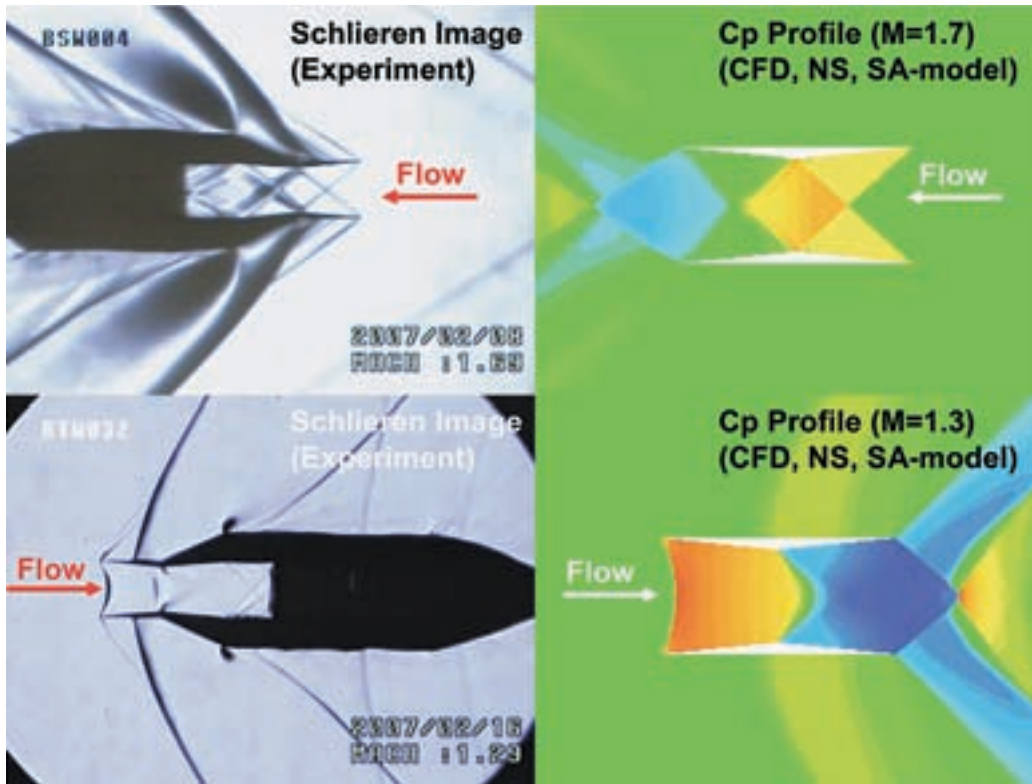 BSW004
Schlieren Image
(Experiment)
Flow
2007/02/08
MACH :1.69
Cp Profile (M=1.7)
(CFD, NS, SA-model)
Flow
Schlieren Image
(Experiment)
Flow
2007/02/16
MACH :1.29
Cp Profile (M=1.3)
(CFD, NS, SA-model)
Flow